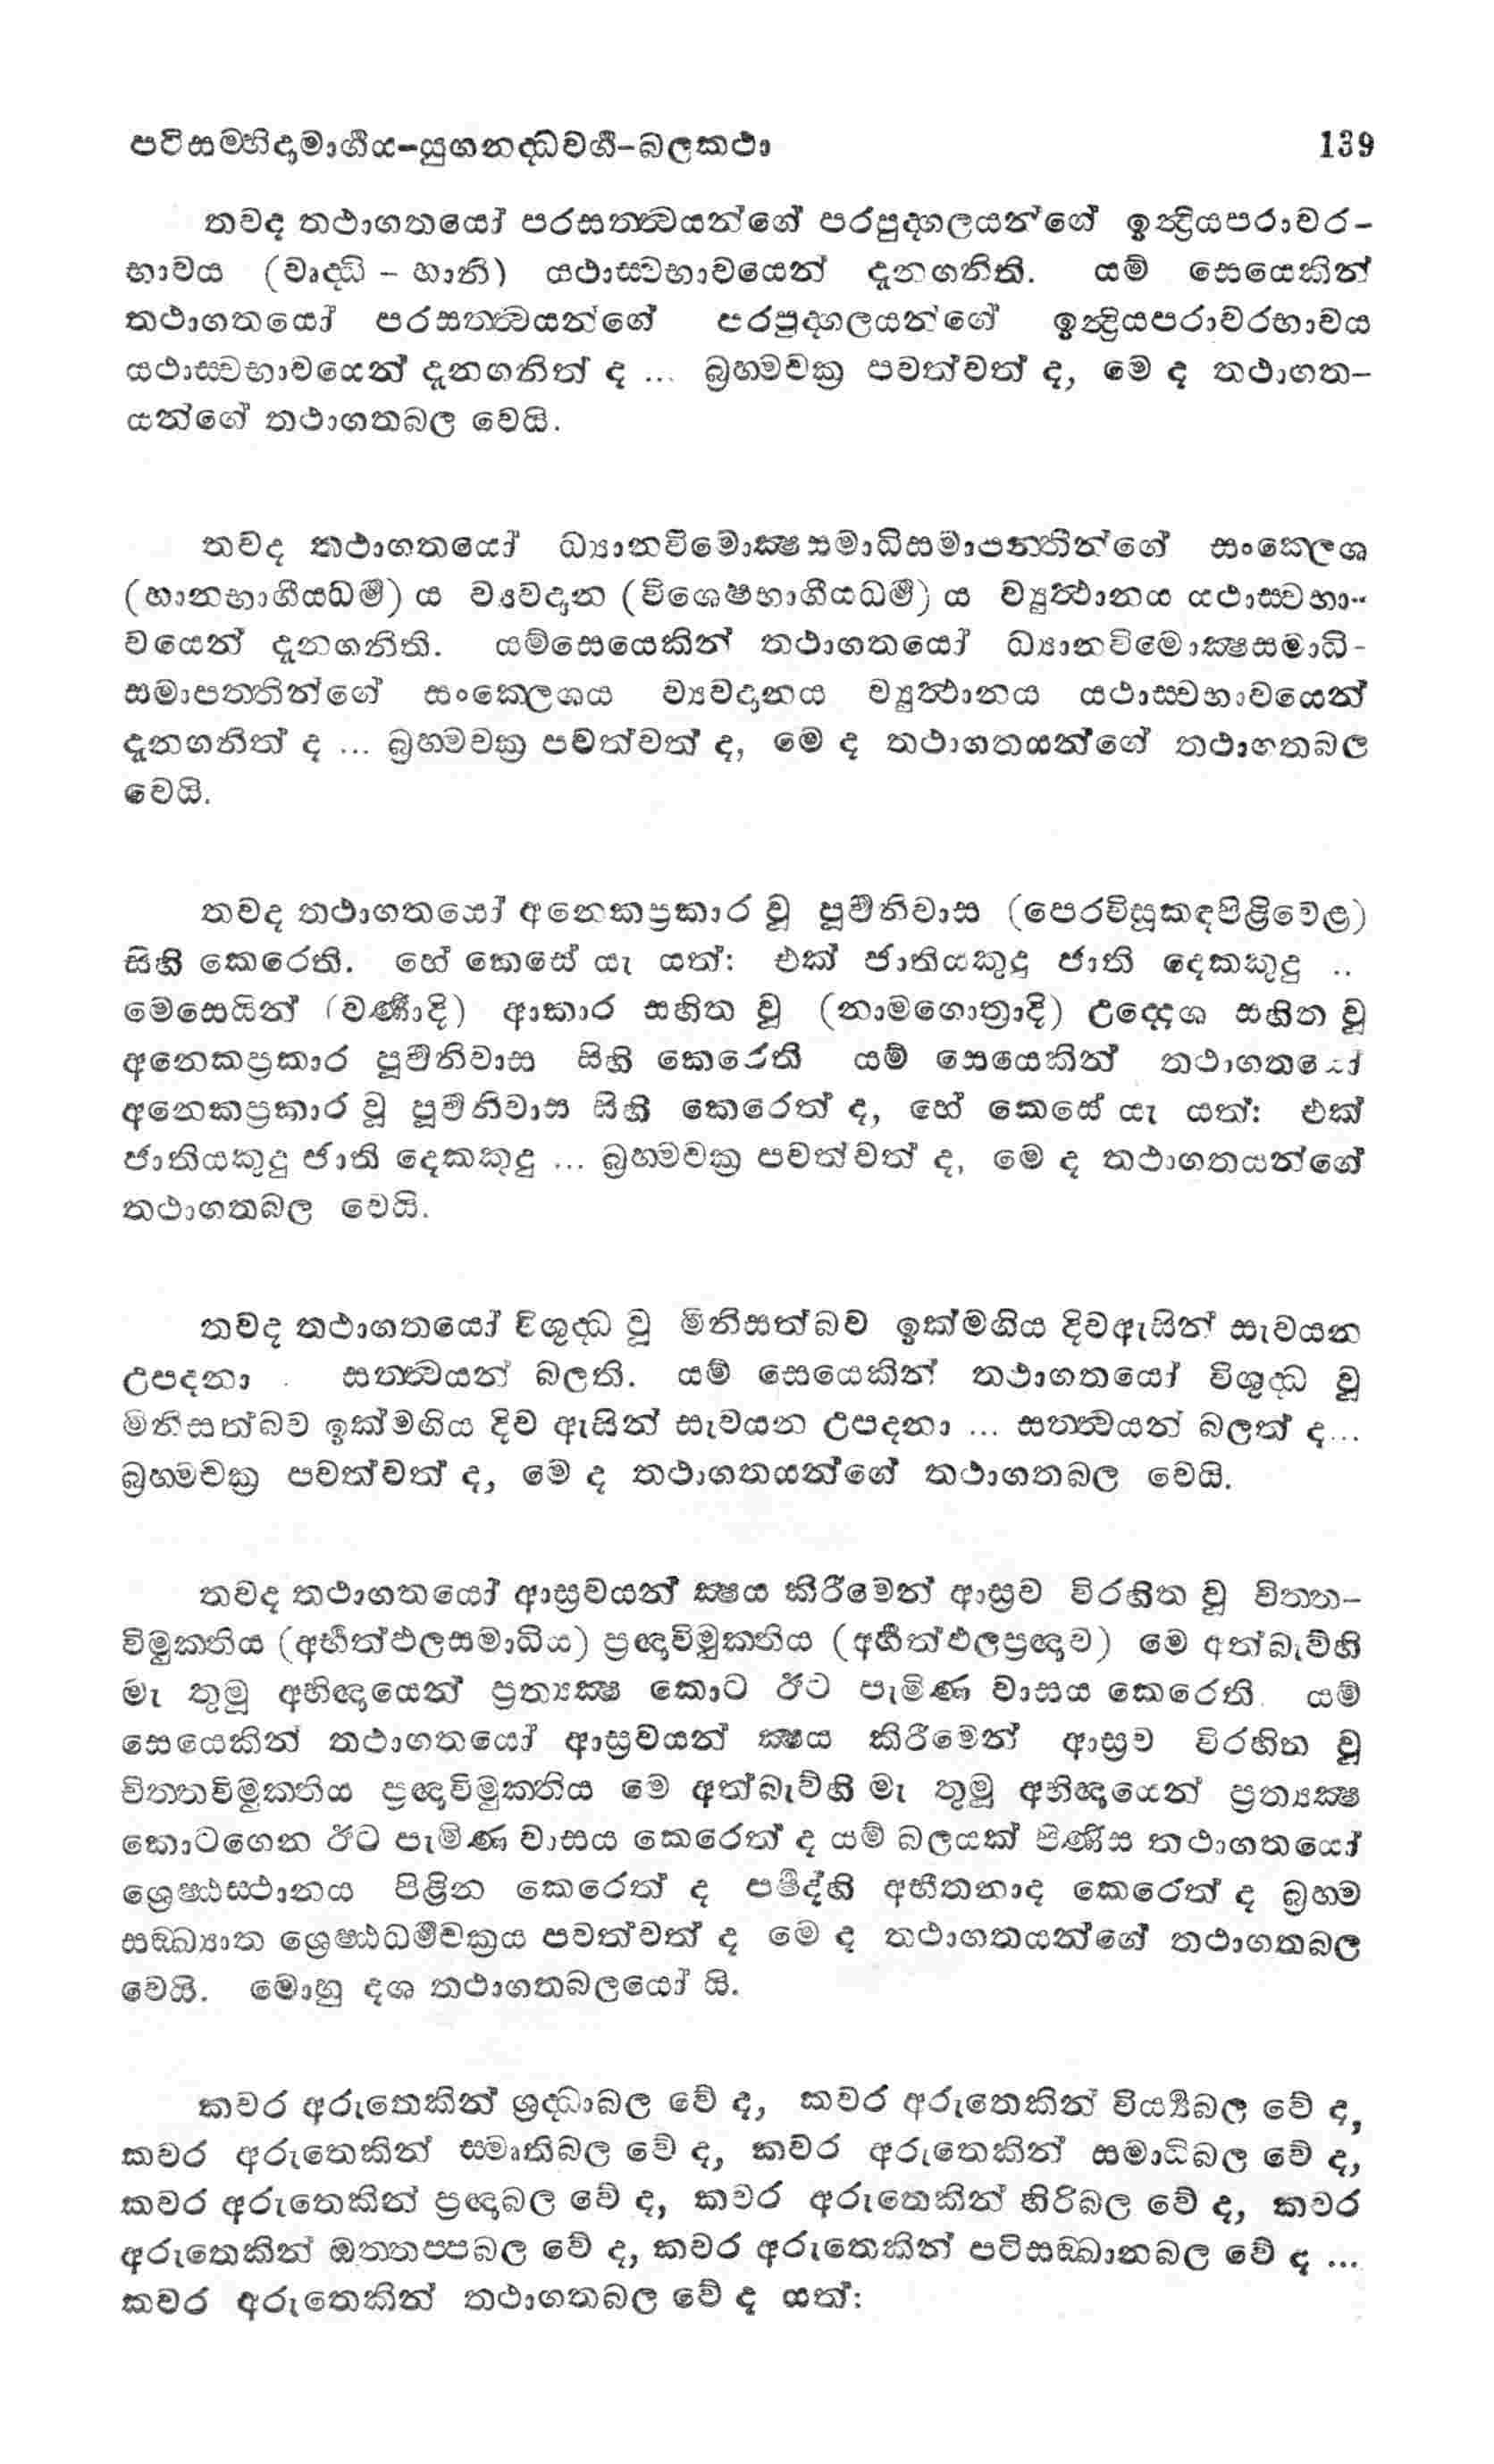 පටිසම්භිදාමාර්ගය-යුගනද්ධවර්ග-බලකථා 139
තවද තථාගතයෝ පරසත්ත්වයන්ගේ පරපුද්ගලයන්ගේ ඉන්ද්‍රියපරාවර-
භාවය (වෘද්ධි - හානි) යථාස්වභාවයෙන් දැනගනිති. යම් සෙයෙකින්
තථාගතයෝ පරසත්ත්වයන්ගේ පරපුද්ගලයන්ගේ ඉන්ද්‍රියපරාවරභාවය
යථාස්වභාවයෙන් දැනගනිත් ද ... බ්‍රහ්මචක්‍ර පවත්වත් ද, මෙ ද තථාගත-
යන්ගේ තථාගතබල වෙයි.
තවද තථාගතයෝ ධ්‍යානවිමොක්ෂසමාධිසමාපත්තීන්ගේ සංක්ලෙශ
(හානභාගීයධර්ම) ය ව්‍යවදාන (විශෙෂභාගීයධර්ම) ය ව්‍යුත්ථානය යථාස්වභා-
වයෙන් දැනගනිති. යම්සෙයෙකින් තථාගතයෝ ධ්‍යානවිමොක්ෂසමාධි-
සමාපත්තින්ගේ සංක්ලෙශය ව්‍යවදානය ව්‍යුත්ථානය යථාස්වභාවයෙන්
දැනගනිත් ද ... බ්‍රහ්මචක්‍ර පවත්වත් ද, මෙ ද තථාගතයන්ගේ තථාගතබල
වෙයි.
තවද තථාගතයෝ අනෙකප්‍රකාර වූ පූර්වනිවාස (පෙරවිසූකඳපිළිවෙළ)
සිහි කෙරෙති. හේ කෙසේ යැ යත්: එක් ජාතියකුදු ජාති දෙකකුදු ..
මෙසෙයින් (වර්ණාදි) ආකාර සහිත වූ (නාමගොත්‍රාදි) උද්දෙශ සහිත වූ
අනෙකප්‍රකාර පූර්වනිවාස සිහි කෙරෙති යම් සෙයෙකින් තථාගතයෝ
අනෙකප්‍රකාර වූ පූර්වනිවාස සිහි කෙරෙත් ද, හේ කෙසේ යැ යත්: එක්
ජාතියකුදු ජාති දෙකකුදු ... බ්‍රහ්මචක්‍ර පවත්වත් ද, මෙ ද තථාගතයන්ගේ
තථාගතබල වෙයි.
තවද තථාගතයෝ විශුද්ධ වූ මිනිසත්බව ඉක්මගිය දිවඇසින් සැවයන
උපදනා . සත්ත්වයන් බලති. යම් සෙයෙකින් තථාගතයෝ විශුද්ධ වූ
මිනිසත්බව ඉක්මගිය දිව ඇසින් සැවයන උපදනා ... සත්ත්වයන් බලත් ද...
බ්‍රහ්මචක්‍ර පවත්වත් ද, මෙ ද තථාගතයන්ගේ තථාගතබල වෙයි.
තවද තථාගතයෝ ආස්‍රවයන් ක්ෂය කිරීමෙන් ආස්‍රව විරහිත වූ චිත්ත-
විමුක්තිය (අර්හත්ඵලසමාධිය) ප්‍රඥාවිමුක්තිය (අර්හත්ඵලප්‍රඥාව) මෙ අත්බැව්හි
මැ තුමූ අභිඥායෙන් ප්‍රත්‍යක්ෂ කොට ඊට පැමිණ වාසය කෙරෙති. යම්
සෙයෙකින් තථාගතයෝ ආස්‍රවයන් ක්ෂය කිරීමෙන් ආස්‍රව විරහිත වූ
චිත්තවිමුක්තිය ප්‍රඥාවිමුක්තිය මෙ අත්බැව්හි මැ තුමූ අභිඥායෙන් ප්‍රත්‍යක්ෂ
කොටගෙන ඊට පැමිණ වාසය කෙරෙත් ද යම් බලයක් පිණිස තථාගතයෝ
ශ්‍රෙෂ්ඨස්ථානය පිළින කෙරෙත් ද පර්ෂද්හි අභීතනාද කෙරෙත් ද බ්‍රහ්ම
සඞ්ඛ්‍යාත ශ්‍රෙෂ්ඨධර්මචක්‍රය පවත්වත් ද මෙ ද තථාගතයන්ගේ තථාගතබල
වෙයි. මොහු දශ තථාගතබලයෝ යි.
කවර අරුතෙකින් ශ්‍රද්ධාබල වේ ද, කවර අරුතෙකින් වීර්‍ය්‍යබල වේ ද,
කවර අරුතෙකින් ස්මෘතිබල වේ ද, කවර අරුතෙකින් සමාධිබල වේ ද,
කවර අරුතෙකින් ප්‍රඥාබල වේ ද, කවර අරුතෙකින් හිරිබල වේ ද, කවර
අරුතෙකින් ඔත්තප්පබල වේ ද, කවර අරුතෙකින් පටිසඞ්ඛානබල වේ ද ...
කවර අරුතෙකින් තථාගතබල වේ ද යත්: